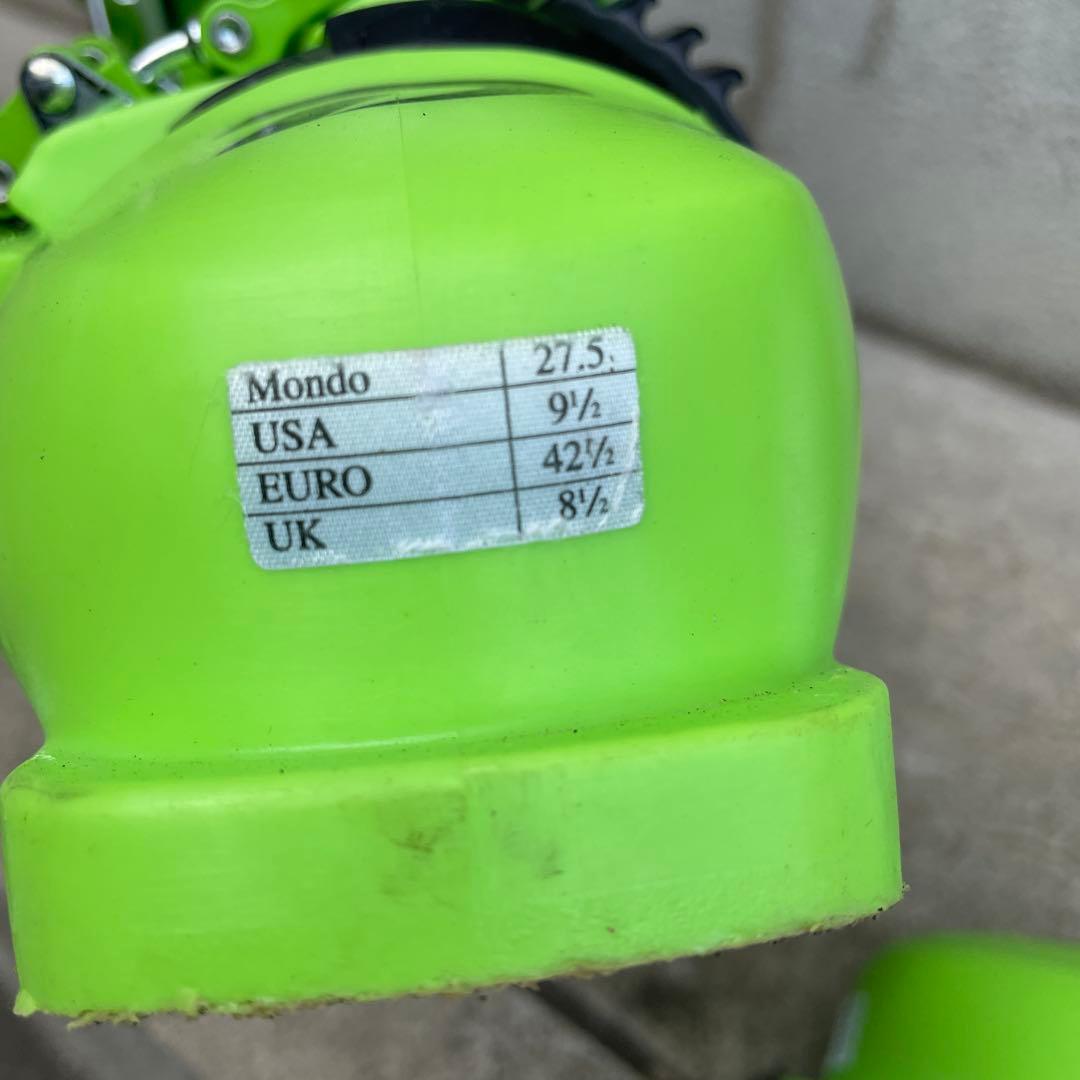 Mondo 27.5
USA 9½
EURO 42½
UK 8½